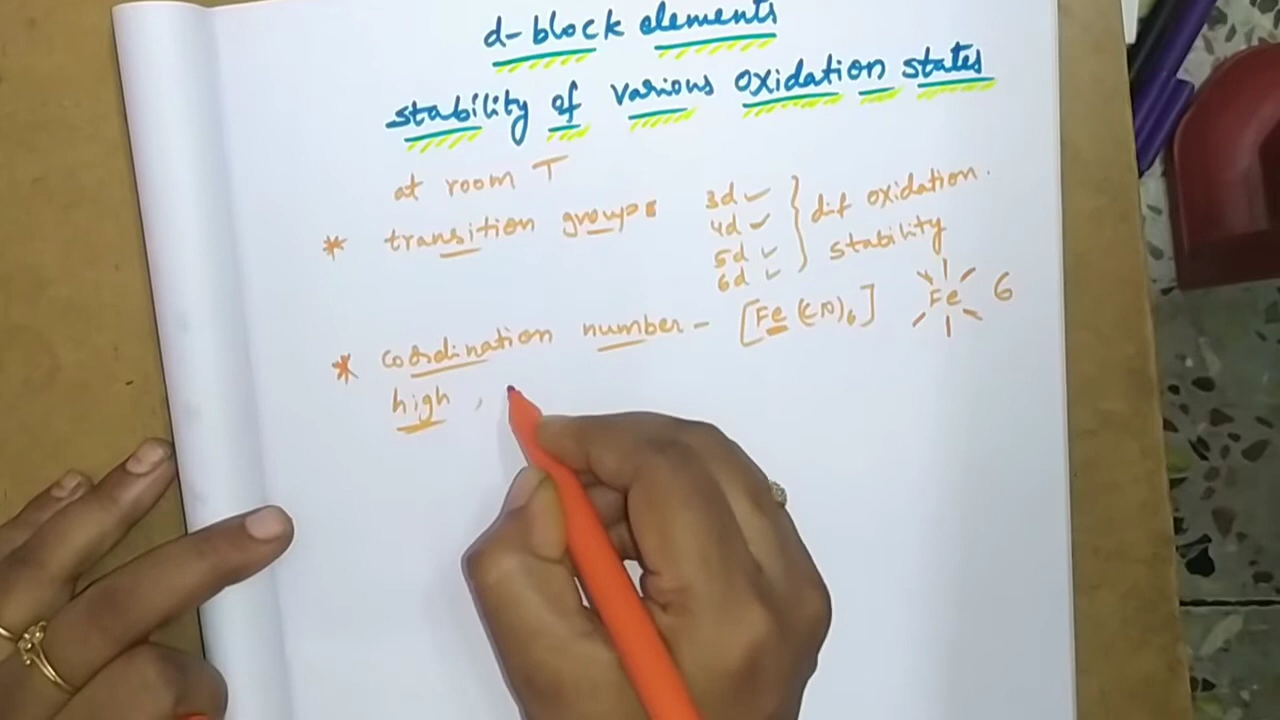 d-block elements
stability of various oxidation states
at room T
* transition groups 3d ✓ } dif oxidation.
4d ✓ stability
5d ✓
6d ✓
* coordination number - [Fe(CN)6] Fe 6
high ,